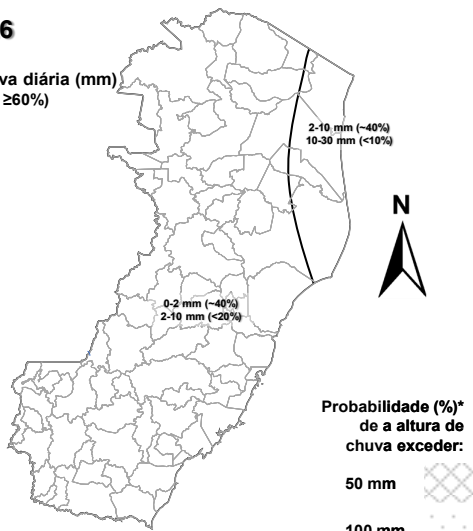 6
va diária (mm)
≥60%)
2-10 mm (~40%)
10-30 mm (<10%)
N
0-2 mm (~40%)
2-10 mm (<20%)
Probabilidade (%)*
de a altura de
chuva exceder:
50 mm
100 mm